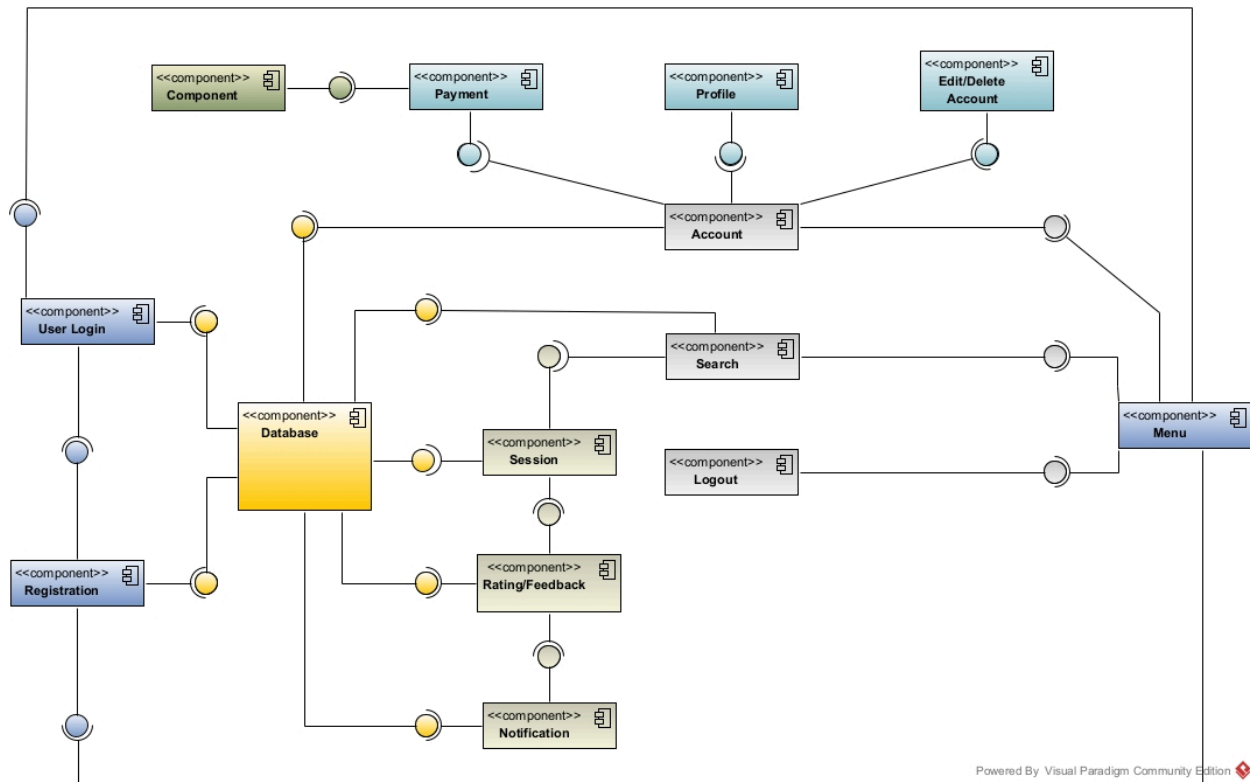 <<component>>
Component
<<component>>
Payment
<<component>>
Profile
<<component>>
Edit/Delete
Account
<<component>>
Account
<<component>>
User Login
<<component>>
Search
<<component>>
Database
<<component>>
Menu
<<component>>
Session
<<component>>
Logout
<<component>>
Registration
<<component>>
Rating/Feedback
<<component>>
Notification
Powered By Visual Paradigm Community Edition